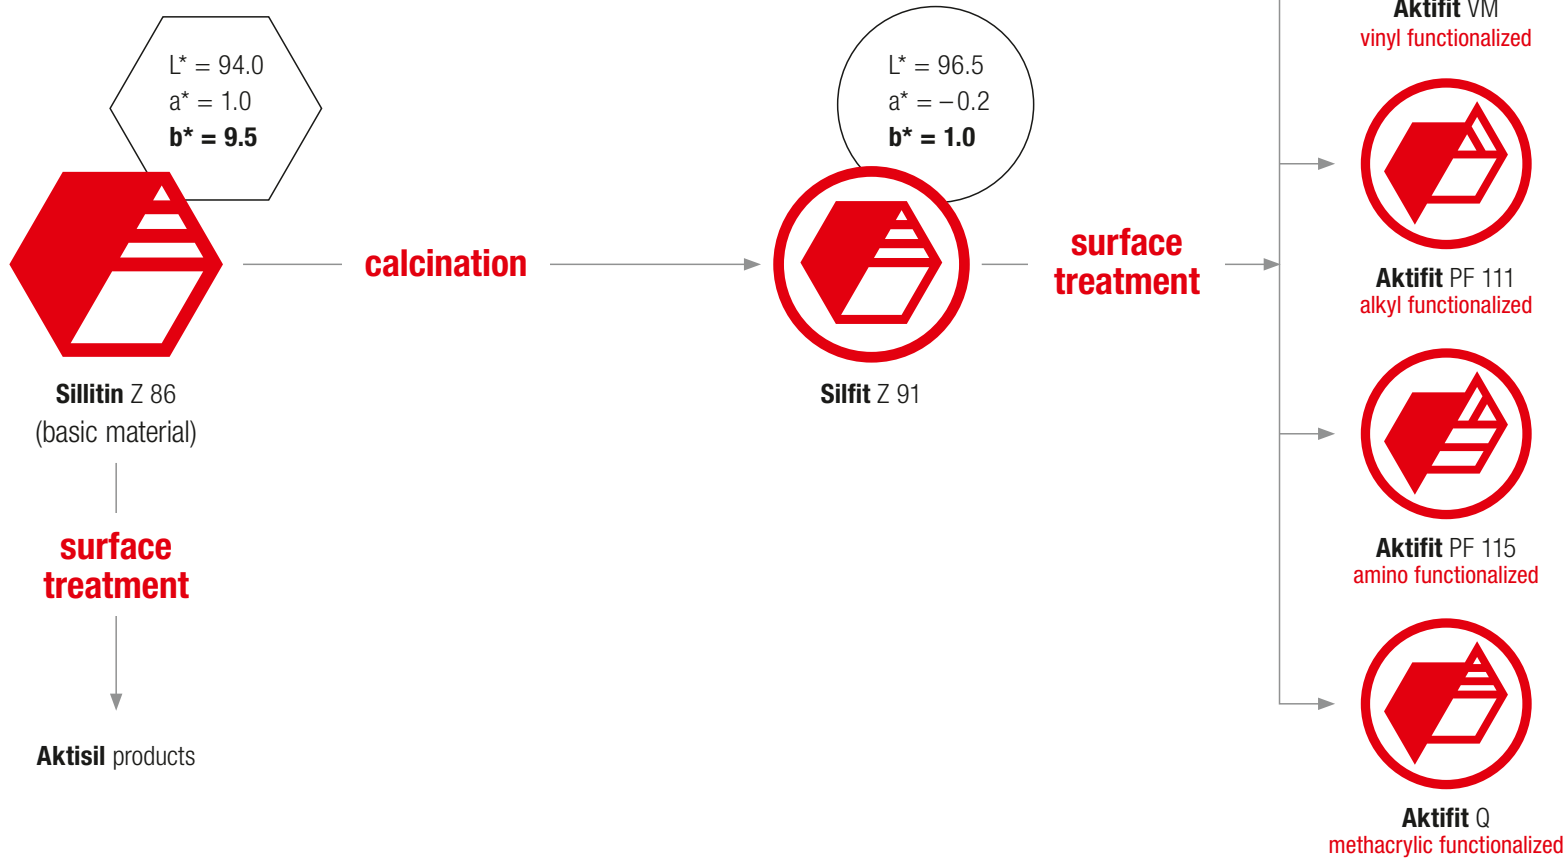 Aktifit VM
vinyl functionalized
L* = 94.0
a* = 1.0
b* = 9.5
L* = 96.5
a* = –0.2
b* = 1.0
calcination
surface
treatment
Aktifit PF 111
alkyl functionalized
Sillitin Z 86
(basic material)
Silfit Z 91
surface
treatment
Aktifit PF 115
amino functionalized
Aktisil products
Aktifit Q
methacrylic functionalized